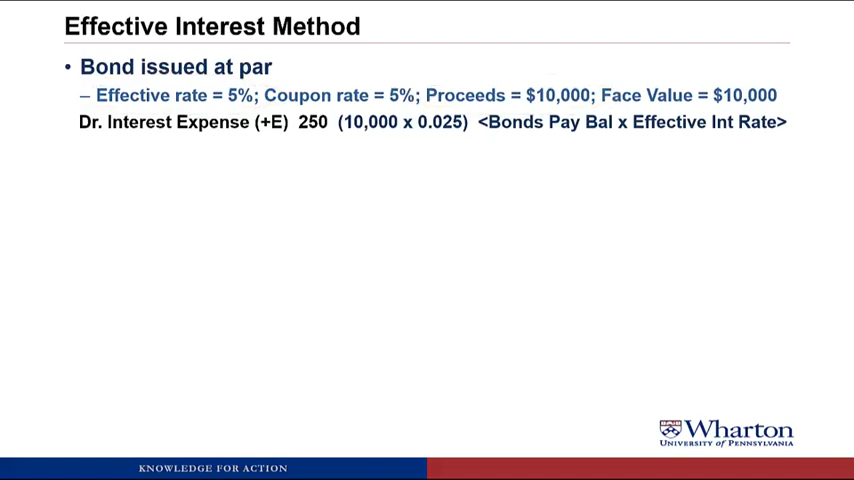 Effective Interest Method
• Bond issued at par
– Effective rate = 5%; Coupon rate = 5%; Proceeds = $10,000; Face Value = $10,000
Dr. Interest Expense (+E) 250 (10,000 x 0.025) <Bonds Pay Bal x Effective Int Rate>
Wharton
UNIVERSITY of PENNSYLVANIA
KNOWLEDGE FOR ACTION